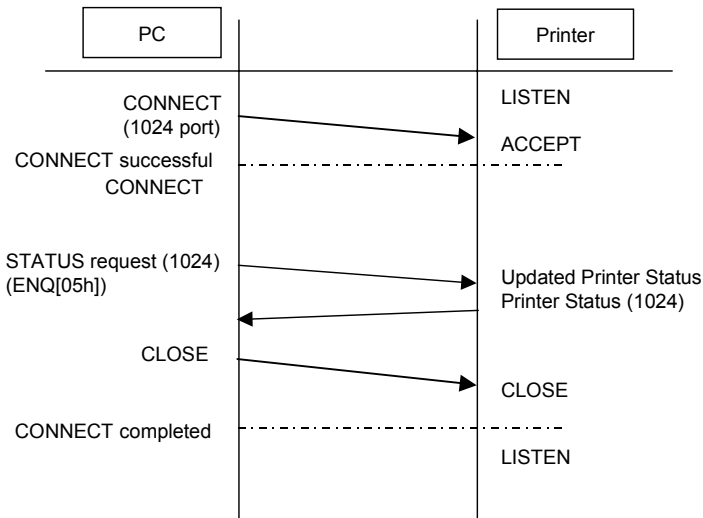 PC
Printer
LISTEN
CONNECT
(1024 port)
ACCEPT
CONNECT successful
CONNECT
STATUS request (1024)
(ENQ[05h])
Updated Printer Status
Printer Status (1024)
CLOSE
CLOSE
CONNECT completed
LISTEN